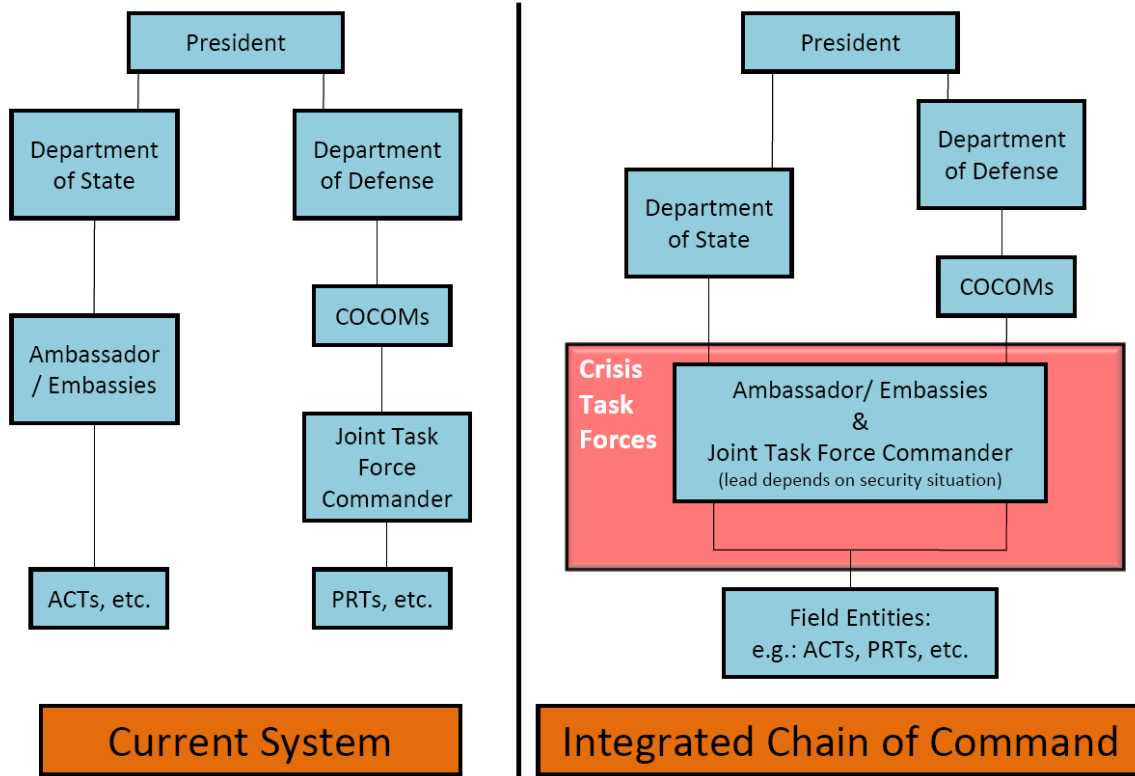 President
Department
of State
Department
of Defense
COCOMs
Ambassador
/ Embassies
Joint Task
Force
Commander
ACTs, etc.
PRTs, etc.
Current System
President
Department
of Defense
Department
of State
COCOMs
Crisis
Task
Forces
Ambassador/ Embassies
&
Joint Task Force Commander
(lead depends on security situation)
Field Entities:
e.g.: ACTs, PRTs, etc.
Integrated Chain of Command